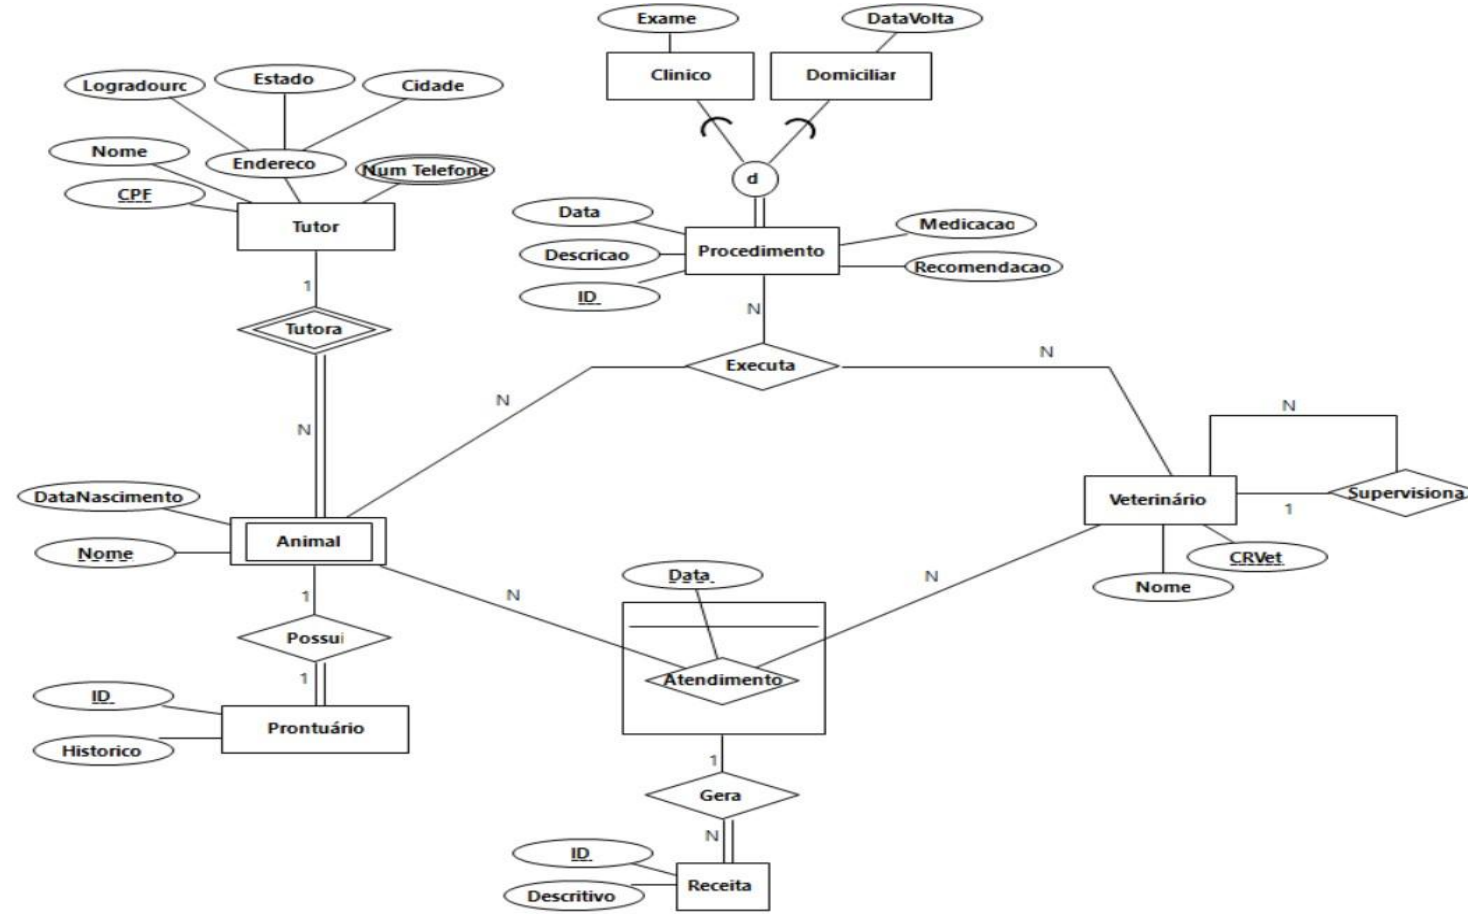 Exame
DataVolta
Clinico
Domiciliar
Logradourc
Estado
Cidade
Nome
Endereco
Num Telefone
CPF
d
Tutor
Data
Medicacao
Descricao
Procedimento
Recomendacao
ID
1
N
Tutora
Executa
N
N
N
N
N
DataNascimento
Veterinário
Supervisiona
1
Animal
Nome
Data
CRVet
Nome
1
N
N
Possui
1
Atendimento
ID
Prontuário
Historico
1
Gera
N
ID
Receita
Descritivo